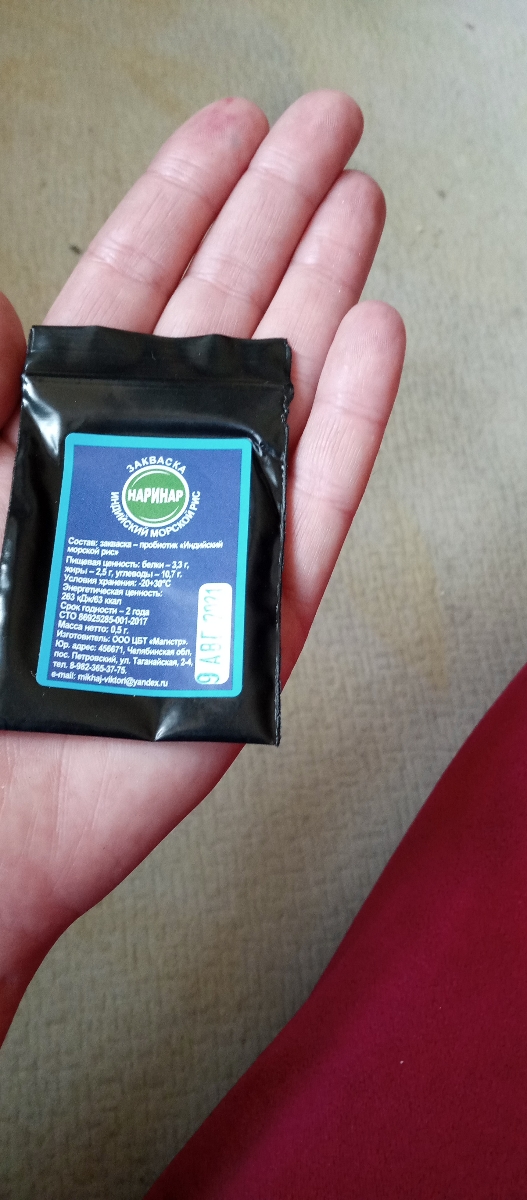 ЗАКВАСКА
НАРИНАР
ИНДИЙСКИЙ МОРСКОЙ РИС
Состав: закваска – пробиотик «Индийский
морской рис»
Пищевая ценность: белки – 3,3 г,
жиры – 2,5 г, углеводы – 10,7 г.
Условия хранения: -20+30°С
Энергетическая ценность:
263 кДж/63 ккал
Срок годности – 2 года
СТО 86925285-001-2017
Масса нетто: 0,5 г.
Изготовитель: ООО ЦБТ «Магистр».
Юр. адрес: 456671, Челябинская обл,
пос. Петровский, ул. Таганайская, 2-4,
тел. 8-952-365-37-75.
e-mail: mikhaj-viktori@yandex.ru
9 АВГ 2021